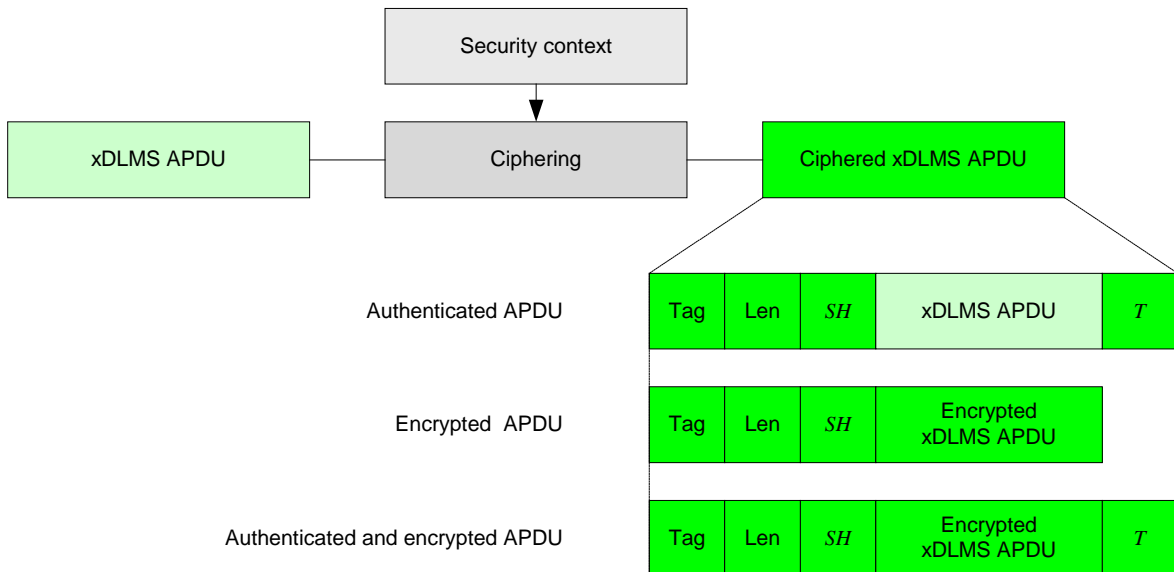 Security context
xDLMS APDU
Ciphering
Ciphered xDLMS APDU
Authenticated APDU
Tag
Len
SH
xDLMS APDU
T
Encrypted APDU
Tag
Len
SH
Encrypted
xDLMS APDU
Authenticated and encrypted APDU
Tag
Len
SH
Encrypted
xDLMS APDU
T